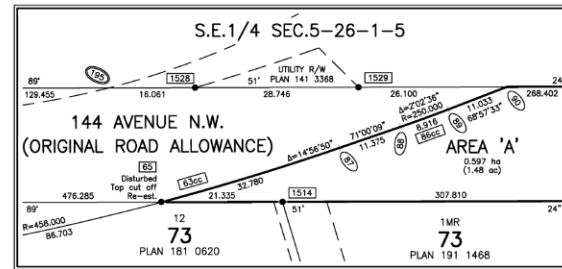 S.E.1/4 SEC.5-26-1-5
195
1528
UTILITY R/W
PLAN 141 3368
1529
89°
51'
24"
129.455
16.061
28.746
26.100
268.402
Δ=2°02'36"
R=250.000
11.033
68°57'33"
90
144 AVENUE N.W.
(ORIGINAL ROAD ALLOWANCE)
71°00'09"
8.916
86cc
89
88
11.375
87
AREA 'A'
0.597 ha
(1.48 ac)
Δ=14°56'50"
65
Disturbed
Top cut off
Re-est.
63cc
32.780
476.285
21.335
1514
307.810
89°
51'
24"
R=458.000
86.703
12
73
PLAN 181 0620
1MR
73
PLAN 191 1468